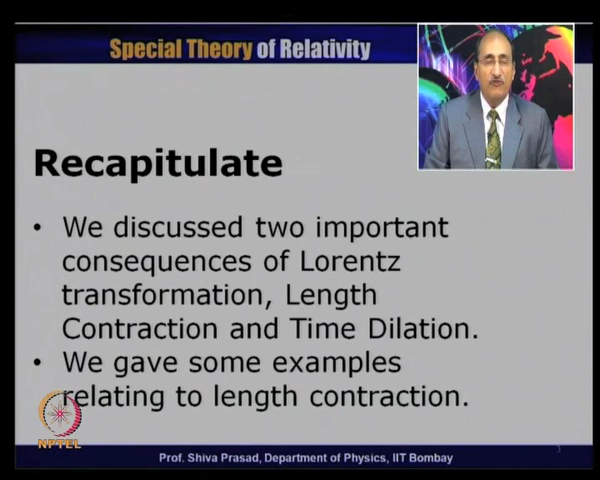 Special Theory of Relativity
Recapitulate
• We discussed two important
consequences of Lorentz
transformation, Length
Contraction and Time Dilation.
• We gave some examples
relating to length contraction.
NPTEL
Prof. Shiva Prasad, Department of Physics, IIT Bombay